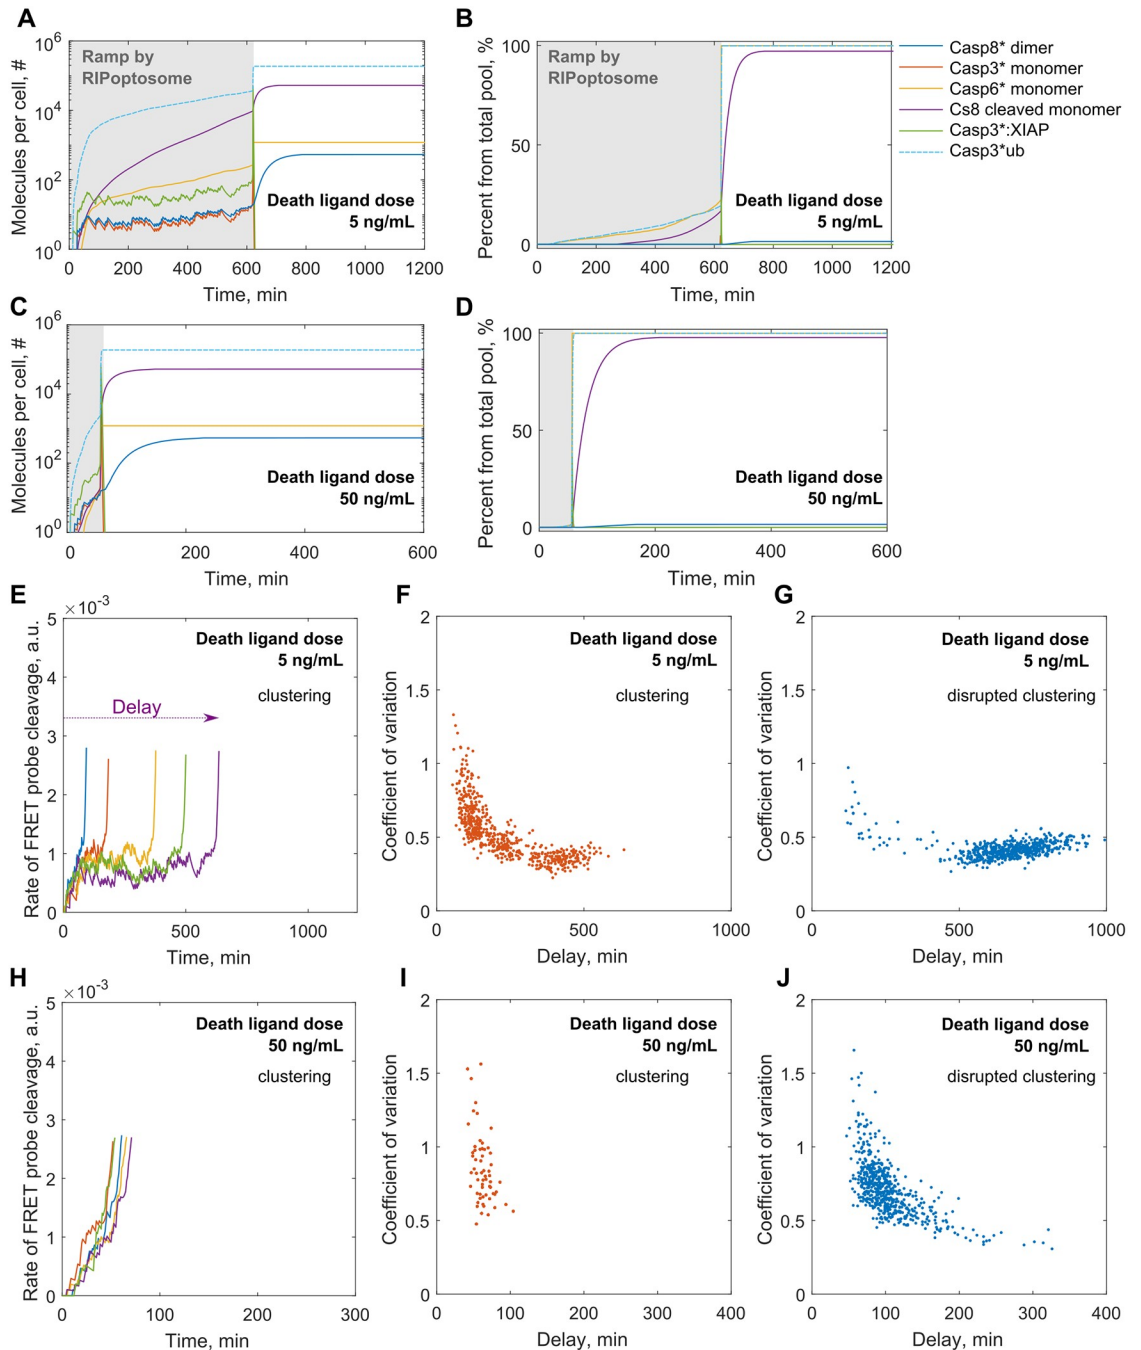 A
Molecules per cell, #
10^6
10^4
10^2
10^0
Ramp by
RIPoptosome
Death ligand dose
5 ng/mL
0 200 400 600 800 1000 1200
Time, min
B
Percent from total pool, %
100
50
0
Ramp by
RIPoptosome
Death ligand dose
5 ng/mL
0 200 400 600 800 1000 1200
Time, min
Casp8* dimer
Casp3* monomer
Casp6* monomer
Cs8 cleaved monomer
Casp3*:XIAP
Casp3*ub
C
Molecules per cell, #
10^6
10^4
10^2
10^0
Death ligand dose
50 ng/mL
0 200 400 600
Time, min
D
Percent from total pool, %
100
50
0
Death ligand dose
50 ng/mL
0 200 400 600
Time, min
E
Rate of FRET probe cleavage, a.u.
×10^-3
5
4
3
2
1
0
Death ligand dose
5 ng/mL
clustering
Delay
0 500 1000
Time, min
F
Coefficient of variation
2
1.5
1
0.5
0
Death ligand dose
5 ng/mL
clustering
0 500 1000
Delay, min
G
Coefficient of variation
2
1.5
1
0.5
0
Death ligand dose
5 ng/mL
disrupted clustering
0 500 1000
Delay, min
H
Rate of FRET probe cleavage, a.u.
×10^-3
5
4
3
2
1
0
Death ligand dose
50 ng/mL
clustering
0 100 200 300
Time, min
I
Coefficient of variation
2
1.5
1
0.5
0
Death ligand dose
50 ng/mL
clustering
0 100 200 300 400
Delay, min
J
Coefficient of variation
2
1.5
1
0.5
0
Death ligand dose
50 ng/mL
disrupted clustering
0 100 200 300 400
Delay, min